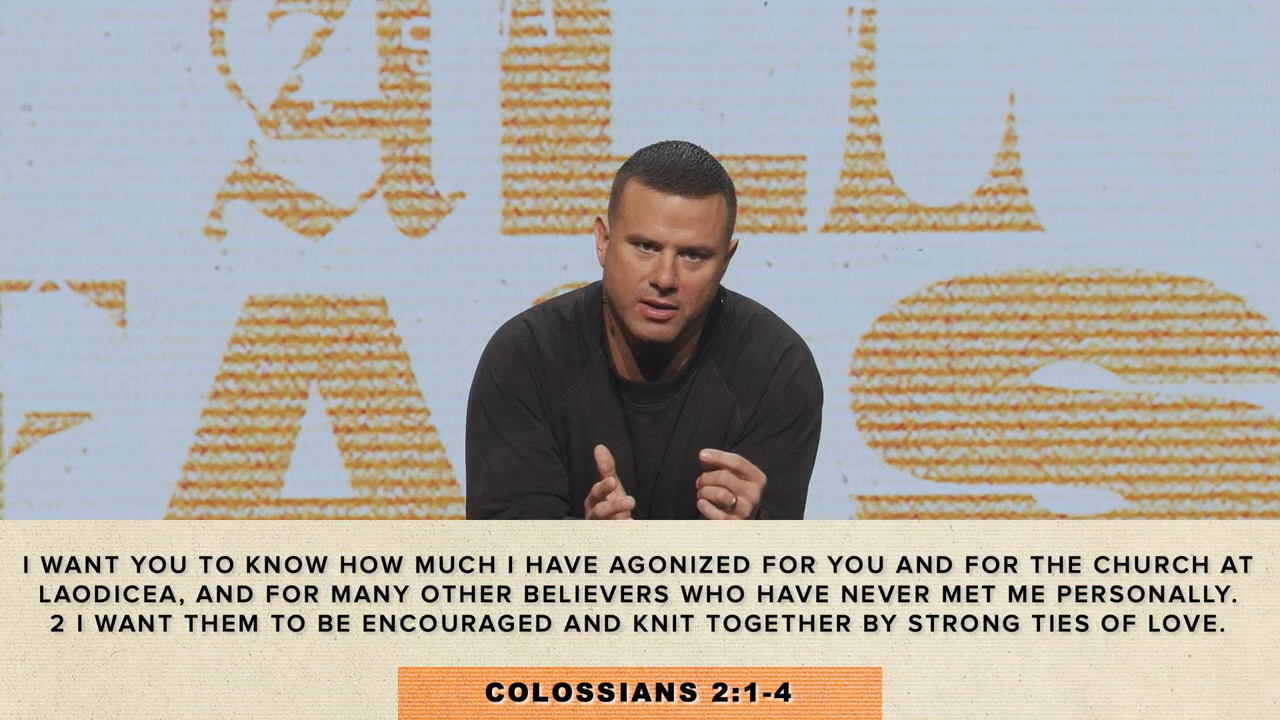 ALL
FAS
I WANT YOU TO KNOW HOW MUCH I HAVE AGONIZED FOR YOU AND FOR THE CHURCH AT
LAODICEA, AND FOR MANY OTHER BELIEVERS WHO HAVE NEVER MET ME PERSONALLY.
2 I WANT THEM TO BE ENCOURAGED AND KNIT TOGETHER BY STRONG TIES OF LOVE.
COLOSSIANS 2:1-4